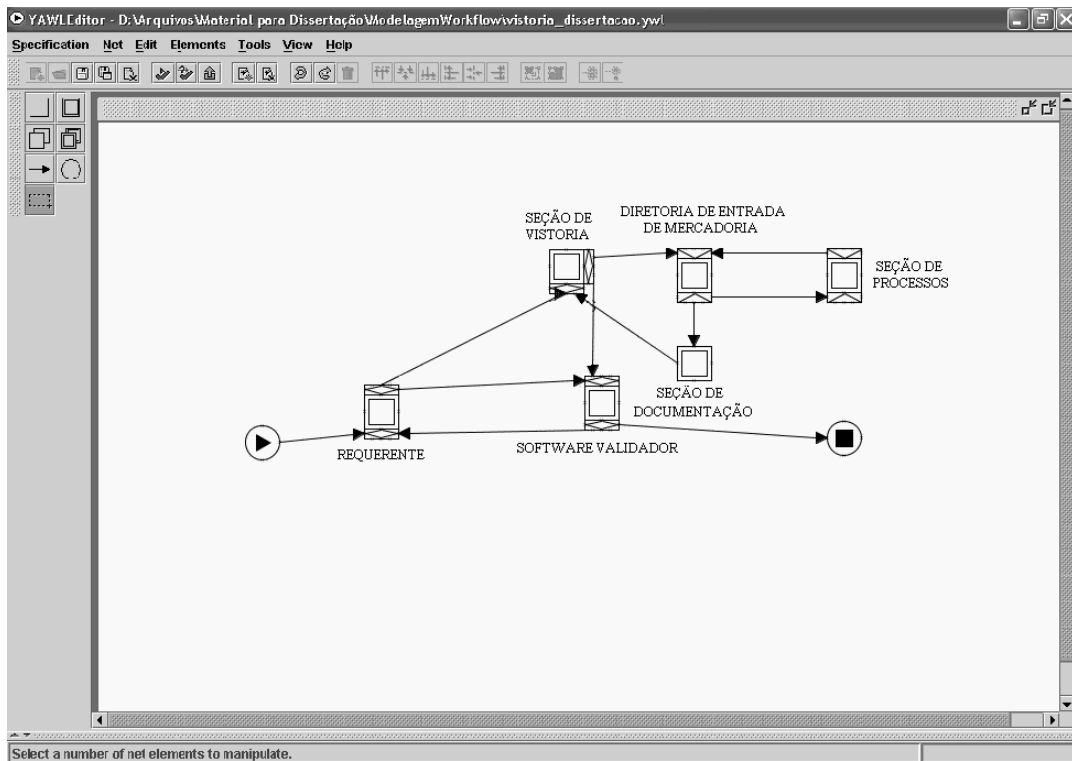 YAWLEditor - D:\Arquivos\Material para Dissertação\ModelagemWorkflow\vistoria_dissertacao.ywl
Specification Net Edit Elements Tools View Help
SEÇÃO DE
VISTORIA
DIRETORIA DE ENTRADA
DE MERCADORIA
SEÇÃO DE
PROCESSOS
SEÇÃO DE
DOCUMENTAÇÃO
REQUERENTE
SOFTWARE VALIDADOR
Select a number of net elements to manipulate.